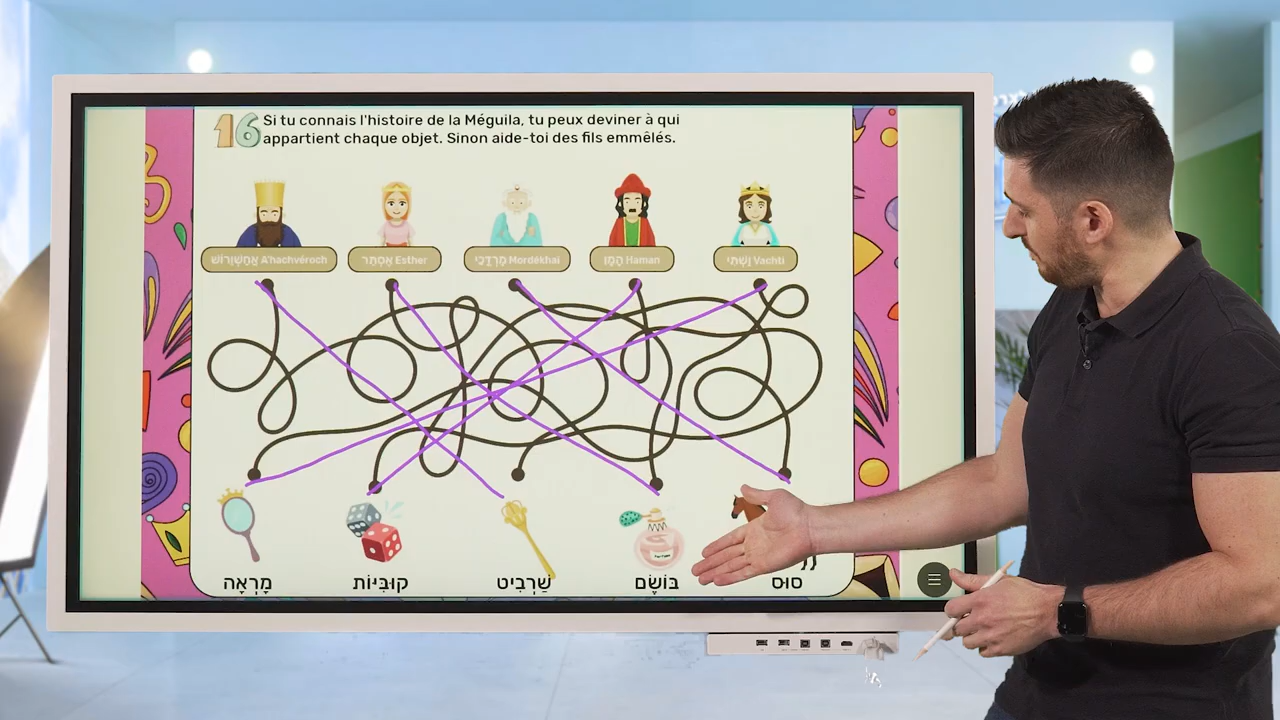 16 Si tu connais l'histoire de la Méguila, tu peux deviner à qui
appartient chaque objet. Sinon aide-toi des fils emmêlés.
אֲחַשְׁוֵרוֹשׁ A'hachvéroch
אֶסְתֵּר Esther
מָרְדֳּכַי Mordékhai
הָמָן Haman
וַשְׁתִּי Vachti
מַרְאָה
קוּבִּיּוֹת
שַׁרְבִיט
בּוֹשֶׂם
סוּס